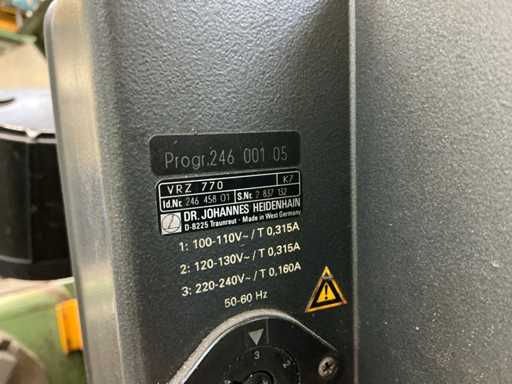 Progr.246 001 05
VRZ 770 K7
Id.Nr. 246 458 01 S.Nr. 2 837 132
DR. JOHANNES HEIDENHAIN
D-8225 Traunreut · Made in West Germany
1: 100-110V~ / T 0,315A
2: 120-130V~ / T 0,315A
3: 220-240V~ / T 0,160A
50-60 Hz
3 2